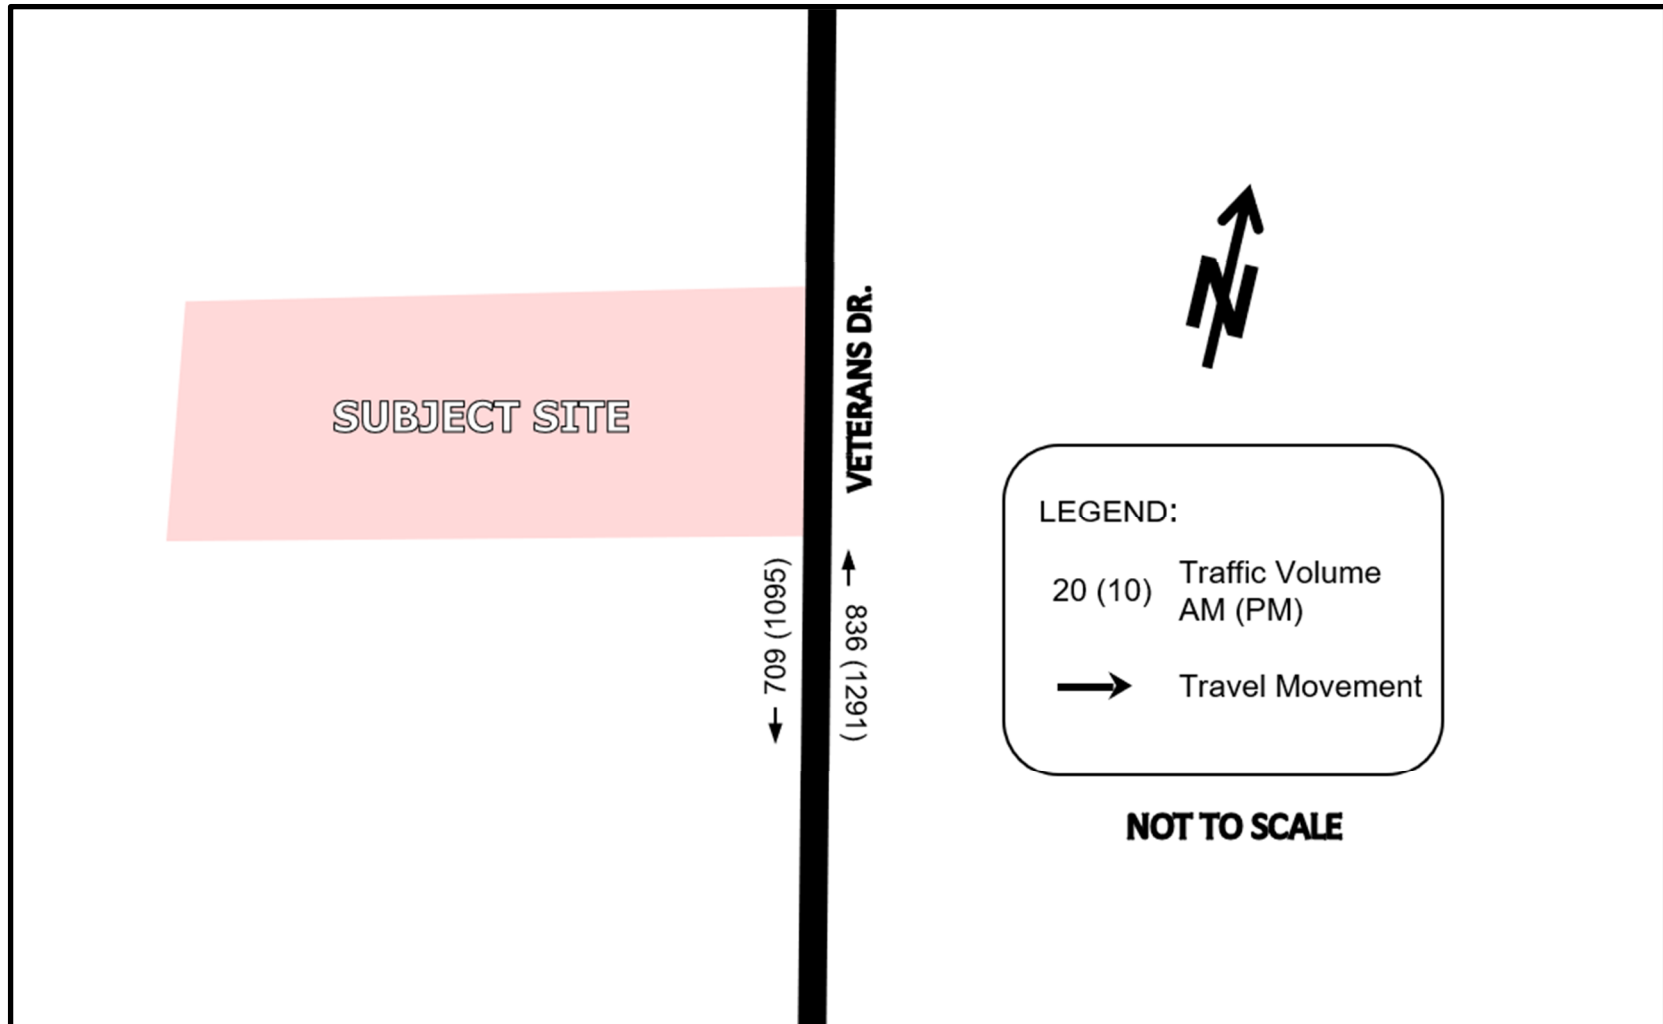 SUBJECT SITE
VETERANS DR.
709 (1095)
836 (1291)
N
LEGEND:
20 (10)
Traffic Volume
AM (PM)
Travel Movement
NOT TO SCALE